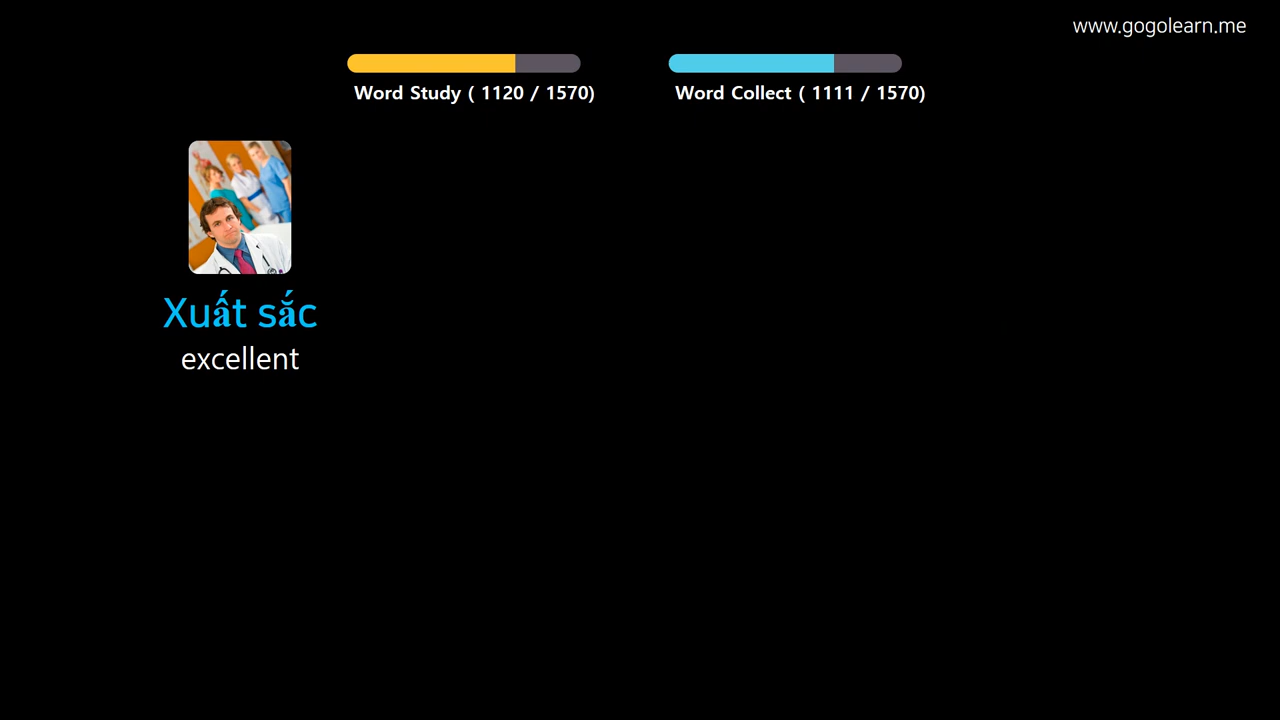 www.gogolearn.me
Word Study ( 1120 / 1570)
Word Collect ( 1111 / 1570)
Xuất sắc
excellent